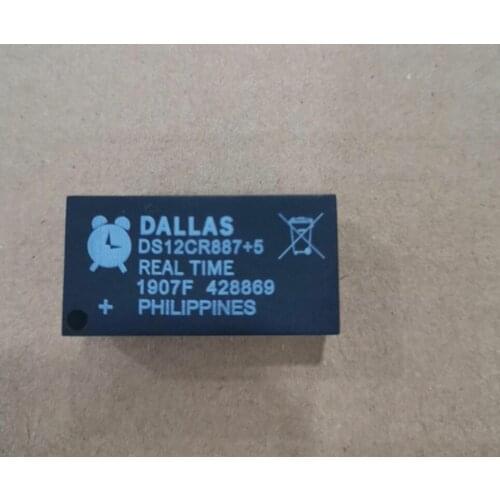 DALLAS
DS12CR887+5
REAL TIME
1907F 428869
+ PHILIPPINES